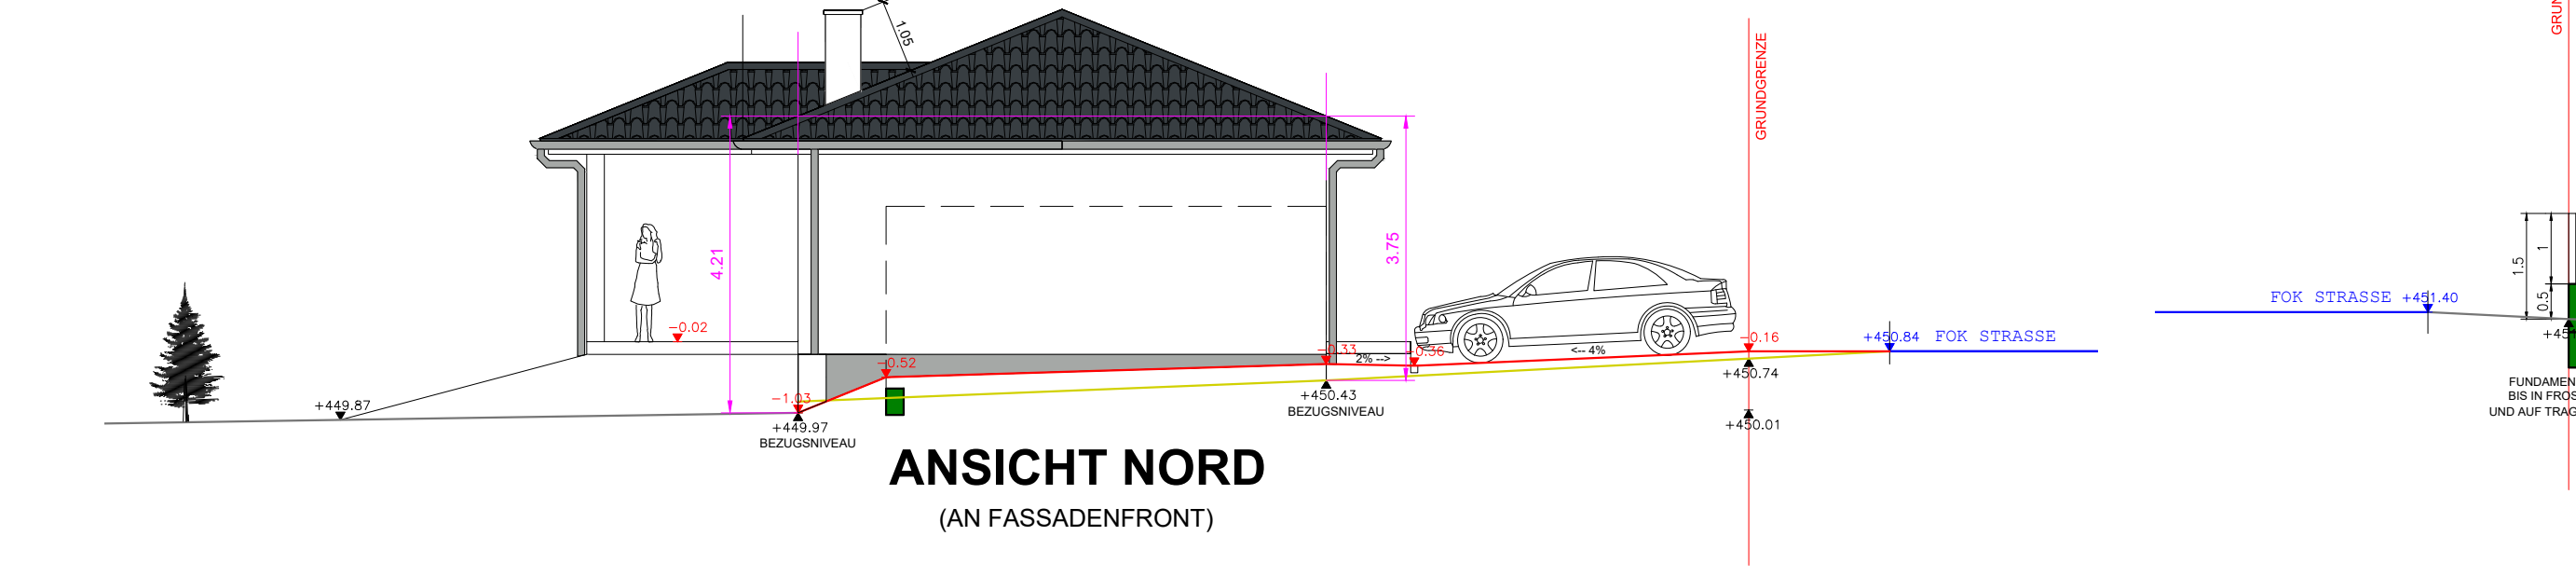 1.05
GRUNDGRENZE
4.21
3.75
-0.02
-0.33
2% -->
-0.36
<-- 4%
-0.16
+450.84 FOK STRASSE
FOK STRASSE +451.40
1.5
1
0.5
-0.52
+450.74
-1.03
+449.87
+450.43
BEZUGSNIVEAU
+449.97
BEZUGSNIVEAU
+450.01
FUNDAMEN
BIS IN FROS
UND AUF TRAG
ANSICHT NORD
(AN FASSADENFRONT)